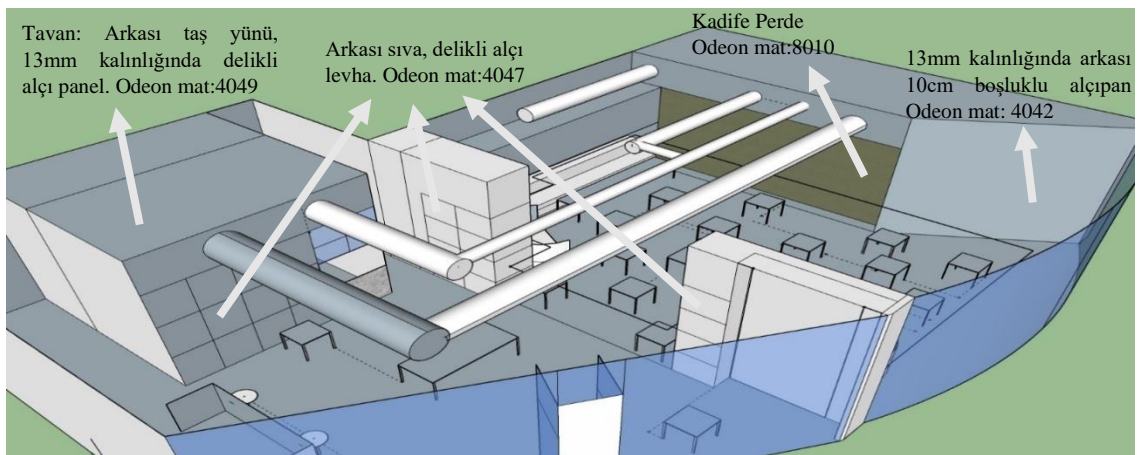 Tavan: Arkası taş yünü,
13mm kalınlığında delikli
alçı panel. Odeon mat:4049
Arkası sıva, delikli alçı
levha. Odeon mat:4047
Kadife Perde
Odeon mat:8010
13mm kalınlığında arkası
10cm boşluklu alçıpan
Odeon mat: 4042